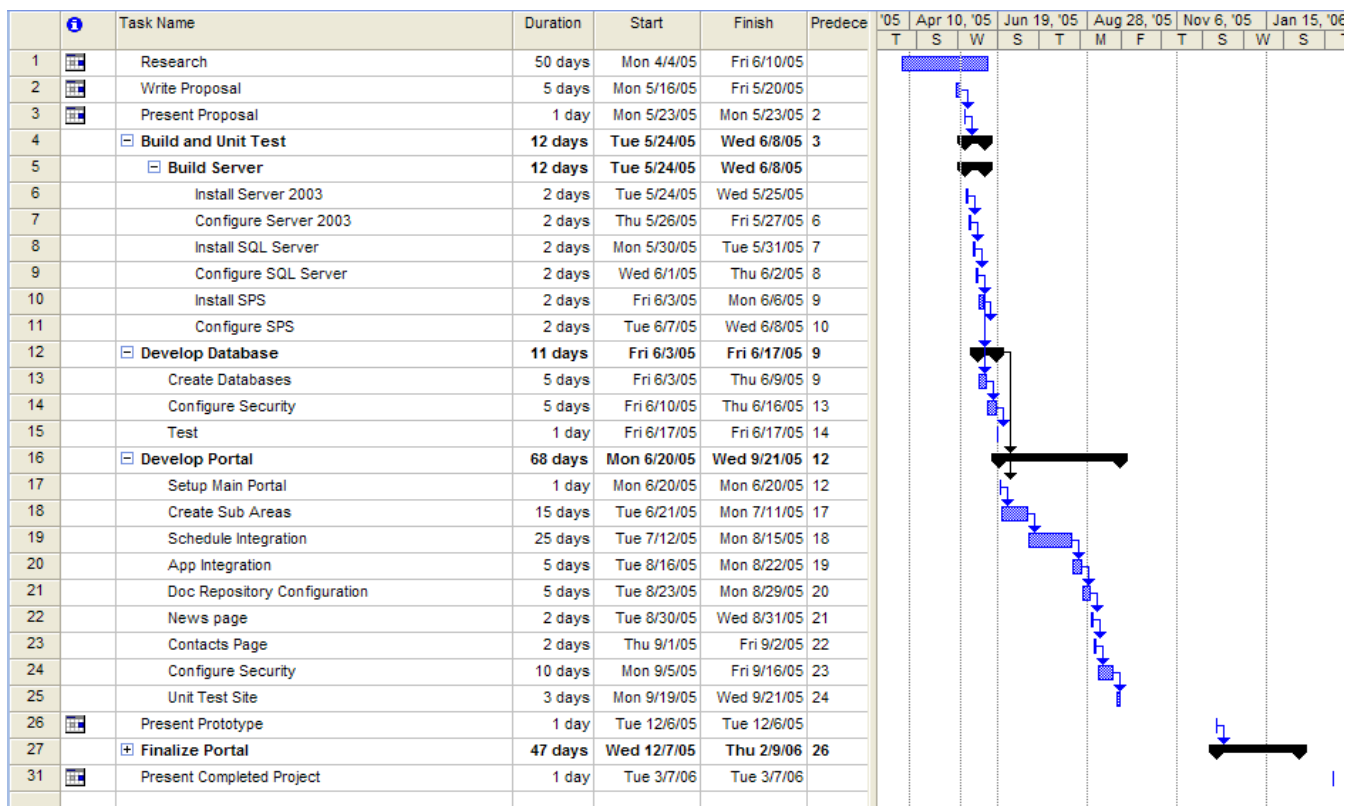 Task Name Duration Start Finish Predece '05 Apr 10, '05 Jun 19, '05 Aug 28, '05 Nov 6, '05 Jan 15, '06
T S W S T M F T S W S
1 Research 50 days Mon 4/4/05 Fri 6/10/05
2 Write Proposal 5 days Mon 5/16/05 Fri 5/20/05
3 Present Proposal 1 day Mon 5/23/05 Mon 5/23/05 2
4 Build and Unit Test 12 days Tue 5/24/05 Wed 6/8/05 3
5 Build Server 12 days Tue 5/24/05 Wed 6/8/05
6 Install Server 2003 2 days Tue 5/24/05 Wed 5/25/05
7 Configure Server 2003 2 days Thu 5/26/05 Fri 5/27/05 6
8 Install SQL Server 2 days Mon 5/30/05 Tue 5/31/05 7
9 Configure SQL Server 2 days Wed 6/1/05 Thu 6/2/05 8
10 Install SPS 2 days Fri 6/3/05 Mon 6/6/05 9
11 Configure SPS 2 days Tue 6/7/05 Wed 6/8/05 10
12 Develop Database 11 days Fri 6/3/05 Fri 6/17/05 9
13 Create Databases 5 days Fri 6/3/05 Thu 6/9/05 9
14 Configure Security 5 days Fri 6/10/05 Thu 6/16/05 13
15 Test 1 day Fri 6/17/05 Fri 6/17/05 14
16 Develop Portal 68 days Mon 6/20/05 Wed 9/21/05 12
17 Setup Main Portal 1 day Mon 6/20/05 Mon 6/20/05 12
18 Create Sub Areas 15 days Tue 6/21/05 Mon 7/11/05 17
19 Schedule Integration 25 days Tue 7/12/05 Mon 8/15/05 18
20 App Integration 5 days Tue 8/16/05 Mon 8/22/05 19
21 Doc Repository Configuration 5 days Tue 8/23/05 Mon 8/29/05 20
22 News page 2 days Tue 8/30/05 Wed 8/31/05 21
23 Contacts Page 2 days Thu 9/1/05 Fri 9/2/05 22
24 Configure Security 10 days Mon 9/5/05 Fri 9/16/05 23
25 Unit Test Site 3 days Mon 9/19/05 Wed 9/21/05 24
26 Present Prototype 1 day Tue 12/6/05 Tue 12/6/05
27 Finalize Portal 47 days Wed 12/7/05 Thu 2/9/06 26
31 Present Completed Project 1 day Tue 3/7/06 Tue 3/7/06